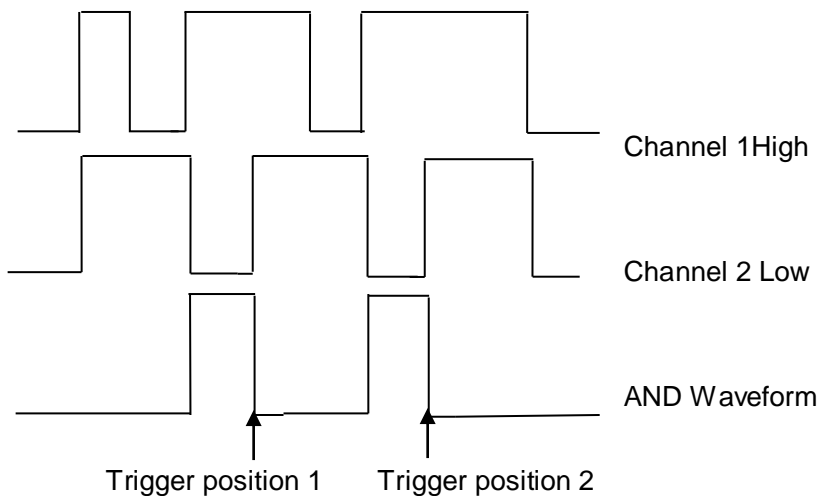 Channel 1High
Channel 2 Low
AND Waveform
Trigger position 1
Trigger position 2